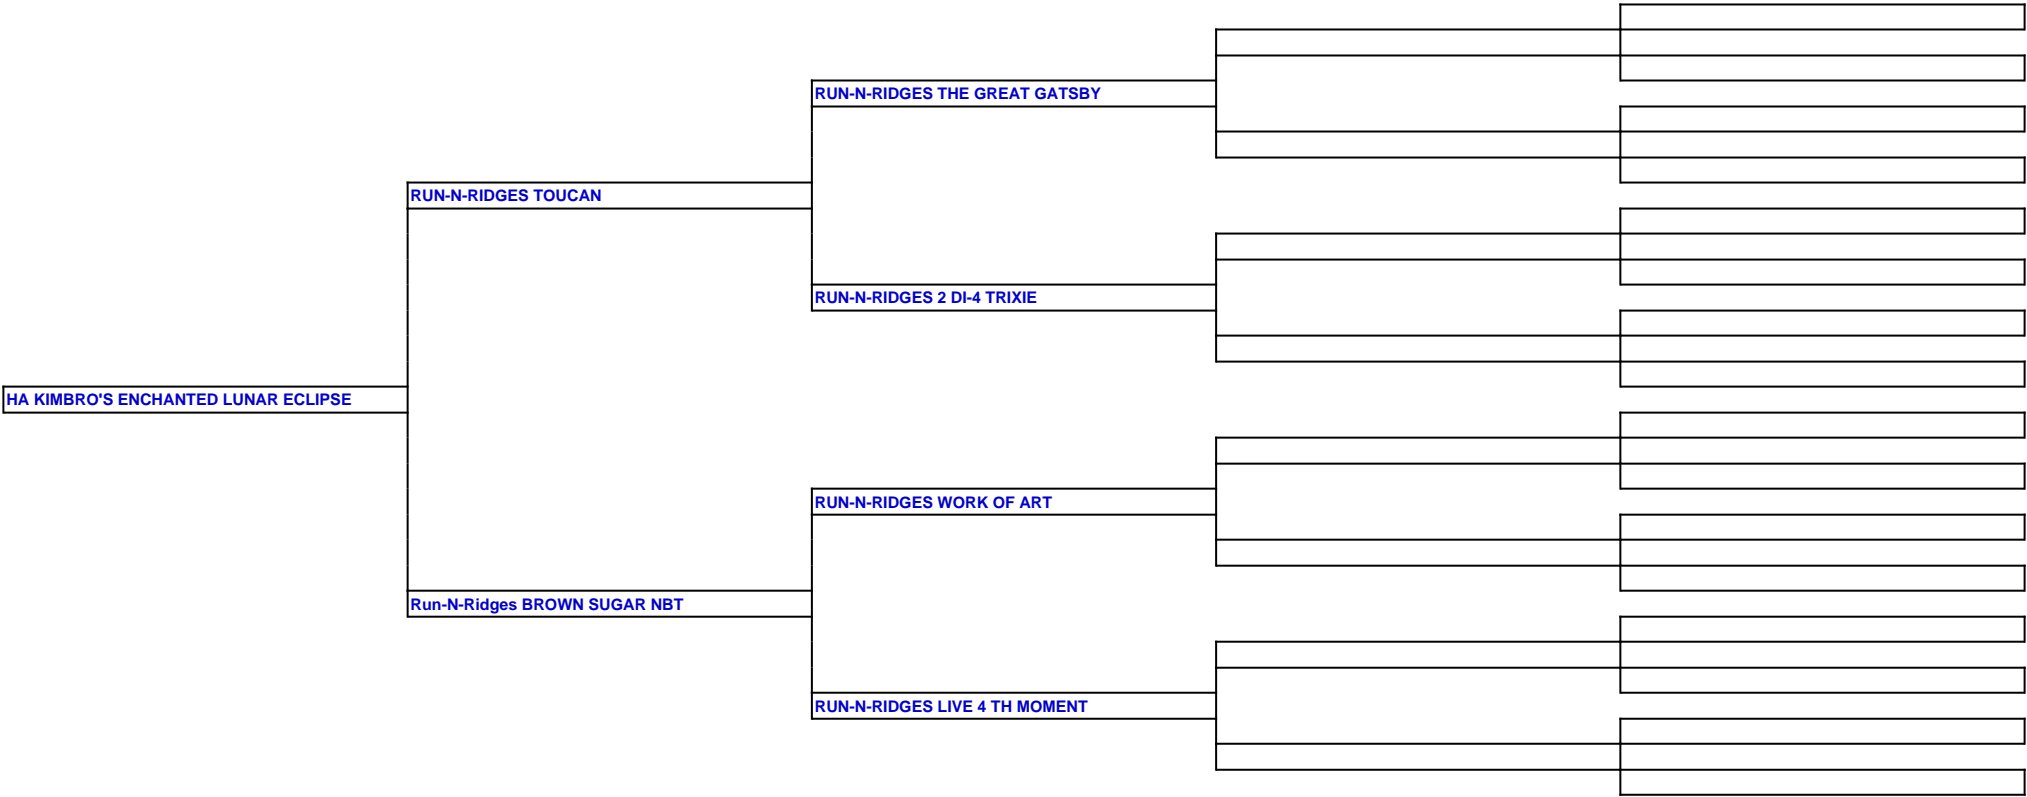 RUN-N-RIDGES THE GREAT GATSBY
RUN-N-RIDGES TOUCAN
RUN-N-RIDGES 2 DI-4 TRIXIE
HA KIMBRO'S ENCHANTED LUNAR ECLIPSE
RUN-N-RIDGES WORK OF ART
Run-N-Ridges BROWN SUGAR NBT
RUN-N-RIDGES LIVE 4 TH MOMENT